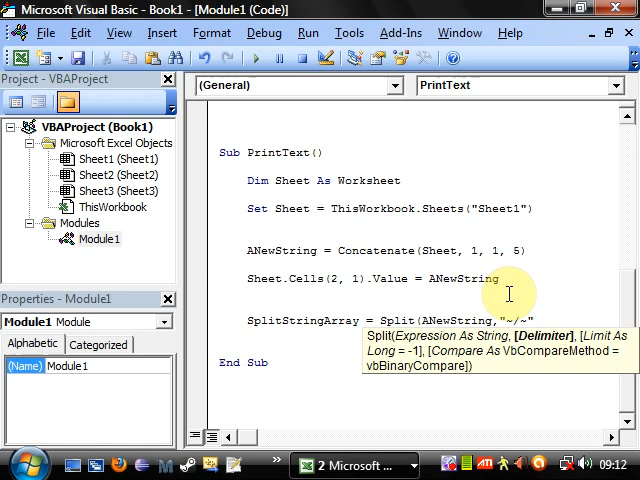 Microsoft Visual Basic - Book1 - [Module1 (Code)]
File Edit View Insert Format Debug Run Tools Add-Ins Window Help
Project - VBAProject
(General) PrintText
VBAProject (Book1)
Microsoft Excel Objects
Sheet1 (Sheet1)
Sheet2 (Sheet2)
Sheet3 (Sheet3)
ThisWorkbook
Modules
Module1
Properties - Module1
Module1 Module
Alphabetic Categorized
(Name) Module1
Sub PrintText()
Dim Sheet As Worksheet
Set Sheet = ThisWorkbook.Sheets("Sheet1")
ANewString = Concatenate(Sheet, 1, 1, 5)
Sheet.Cells(2, 1).Value = ANewString
SplitStringArray = Split(ANewString,"~/~"
Split(Expression As String, [Delimiter], [Limit As
Long = -1], [Compare As VbCompareMethod =
vbBinaryCompare])
End Sub
2 Microsoft ...
ATI
09:12